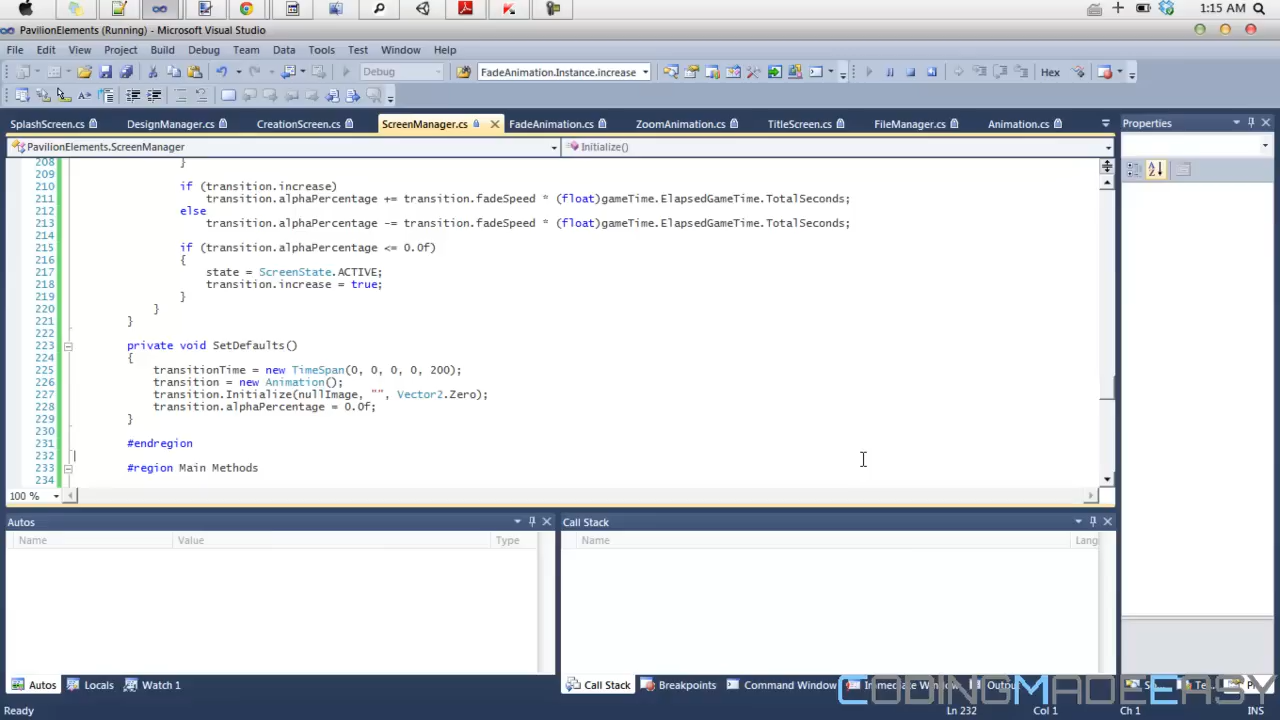 1:15 AM
PavilionElements (Running) - Microsoft Visual Studio
File Edit View Project Build Debug Team Data Tools Test Window Help
Debug FadeAnimation.Instance.increase Hex
SplashScreen.cs DesignManager.cs CreationScreen.cs ScreenManager.cs FadeAnimation.cs ZoomAnimation.cs TitleScreen.cs FileManager.cs Animation.cs Properties
PavilionElements.ScreenManager Initialize()
208 }
209
210 if (transition.increase)
211 transition.alphaPercentage += transition.fadeSpeed * (float)gameTime.ElapsedGameTime.TotalSeconds;
212 else
213 transition.alphaPercentage -= transition.fadeSpeed * (float)gameTime.ElapsedGameTime.TotalSeconds;
214
215 if (transition.alphaPercentage <= 0.0f)
216 {
217 state = ScreenState.ACTIVE;
218 transition.increase = true;
219 }
220 }
221 }
222
223 private void SetDefaults()
224 {
225 transitionTime = new TimeSpan(0, 0, 0, 0, 200);
226 transition = new Animation();
227 transition.Initialize(nullImage, "", Vector2.Zero);
228 transition.alphaPercentage = 0.0f;
229 }
230
231 #endregion
232
233 #region Main Methods
234
100 %
Autos Call Stack
Name Value Type Name Lang
Autos Locals Watch 1 Call Stack Breakpoints Command Window Immediate Window Output
CODINGMADEEASY
Ready Ln 232 Col 1 Ch 1 INS